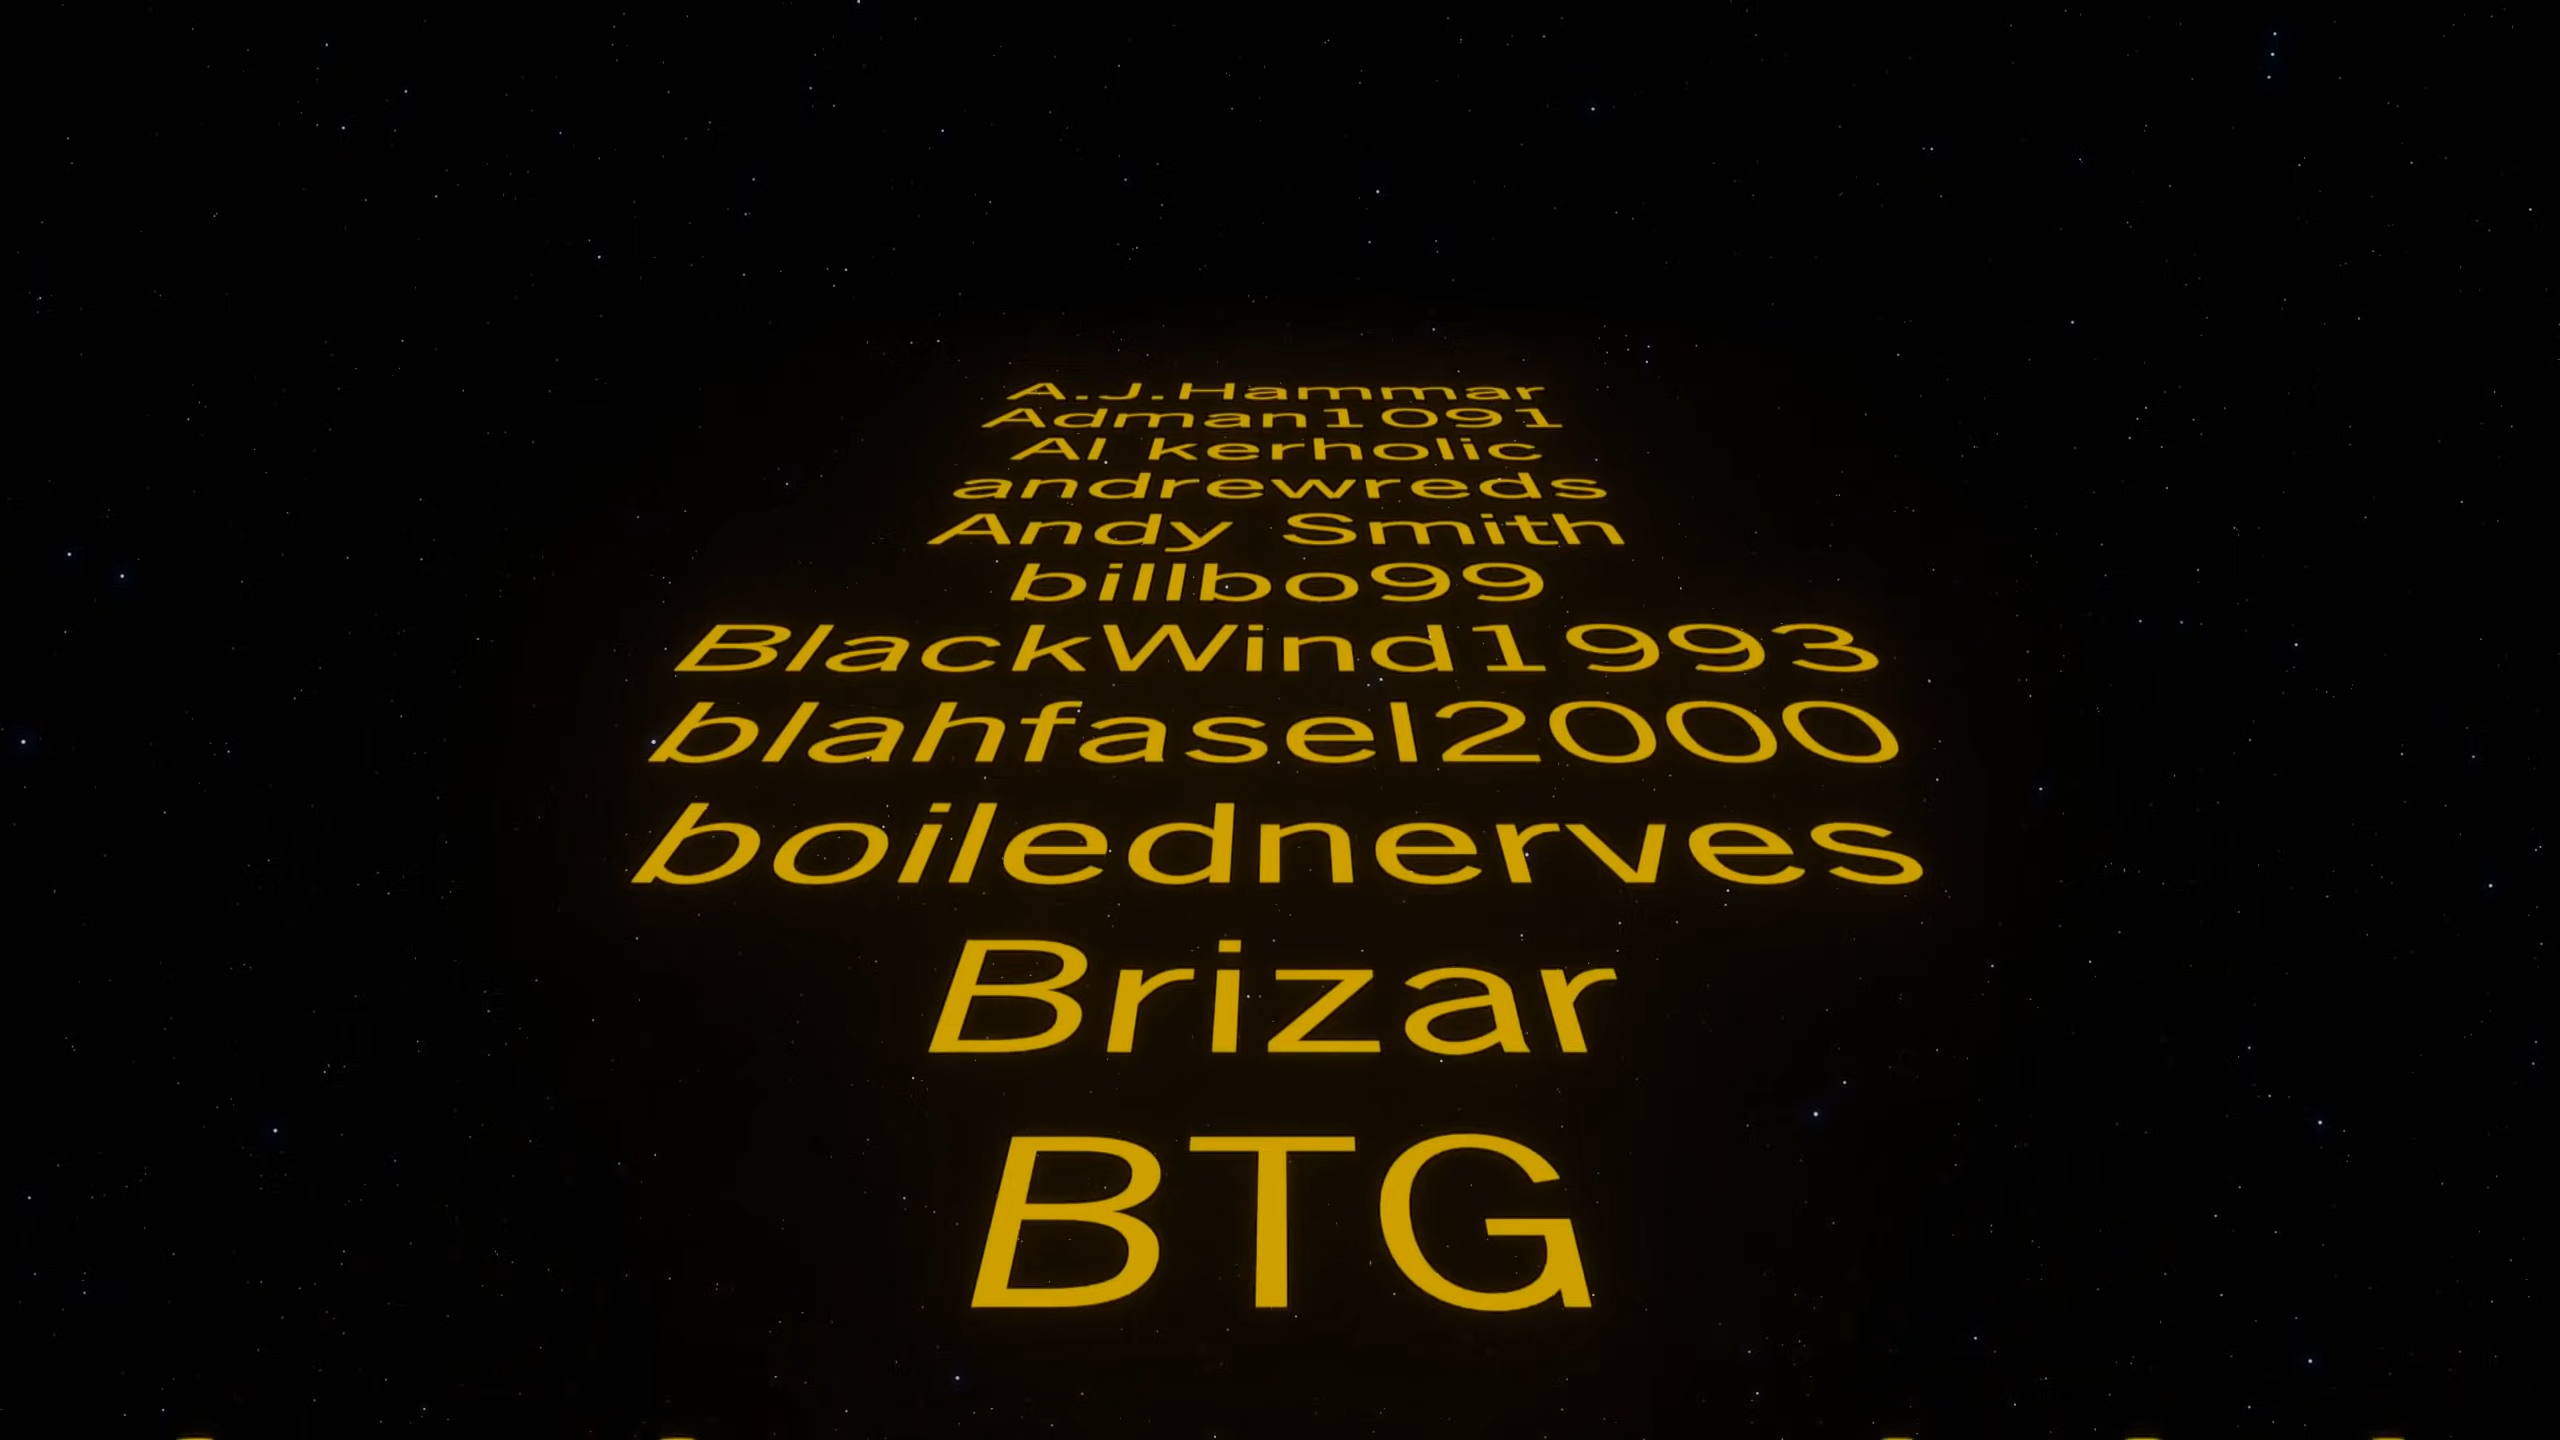 A.J.Hammar
Adman1091
Al kerholic
andrewreds
Andy Smith
billbo99
BlackWind1993
blahfasel2000
boilednerves
Brizar
BTG